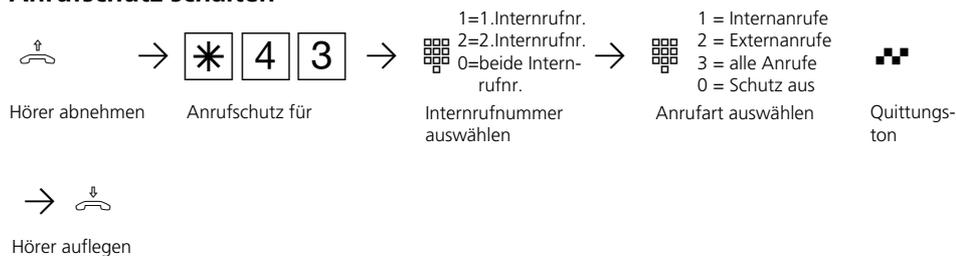 Anrufschutz schalten
1=1.Internrufnr.
2=2.Internrufnr.
0=beide Intern-
rufnr.
1 = Internanrufe
2 = Externanrufe
3 = alle Anrufe
0 = Schutz aus
* 4 3
Hörer abnehmen
Anrufschutz für
Internrufnummer
auswählen
Anrufart auswählen
Quittungs-
ton
Hörer auflegen